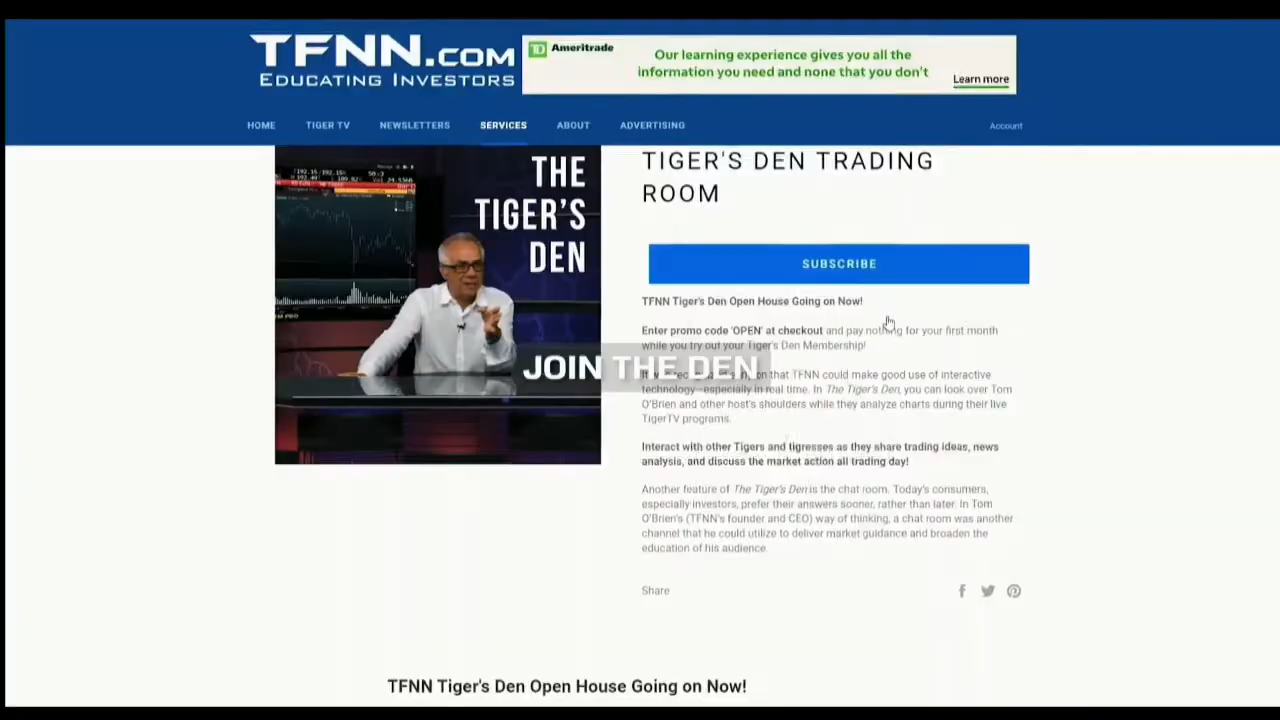 TFNN.COM
EDUCATING INVESTORS
TD Ameritrade
Our learning experience gives you all the
information you need and none that you don't
Learn more
HOME TIGER TV NEWSLETTERS SERVICES ABOUT ADVERTISING Account
THE
TIGER'S
DEN
TIGER'S DEN TRADING
ROOM
SUBSCRIBE
TFNN Tiger's Den Open House Going on Now!
Enter promo code 'OPEN' at checkout and pay nothing for your first month
while you try out your Tiger's Den Membership!
JOIN THE DEN
that TFNN could make good use of interactive
technology—especially in real time. In The Tiger's Den, you can look over Tom
O'Brien and other host's shoulders while they analyze charts during their live
TigerTV programs.
Interact with other Tigers and tigresses as they share trading ideas, news
analysis, and discuss the market action all trading day!
Another feature of The Tiger's Den is the chat room. Today's consumers,
especially investors, prefer their answers sooner, rather than later. In Tom
O'Brien's (TFNN's founder and CEO) way of thinking, a chat room was another
channel that he could utilize to deliver market guidance and broaden the
education of his audience.
Share
TFNN Tiger's Den Open House Going on Now!